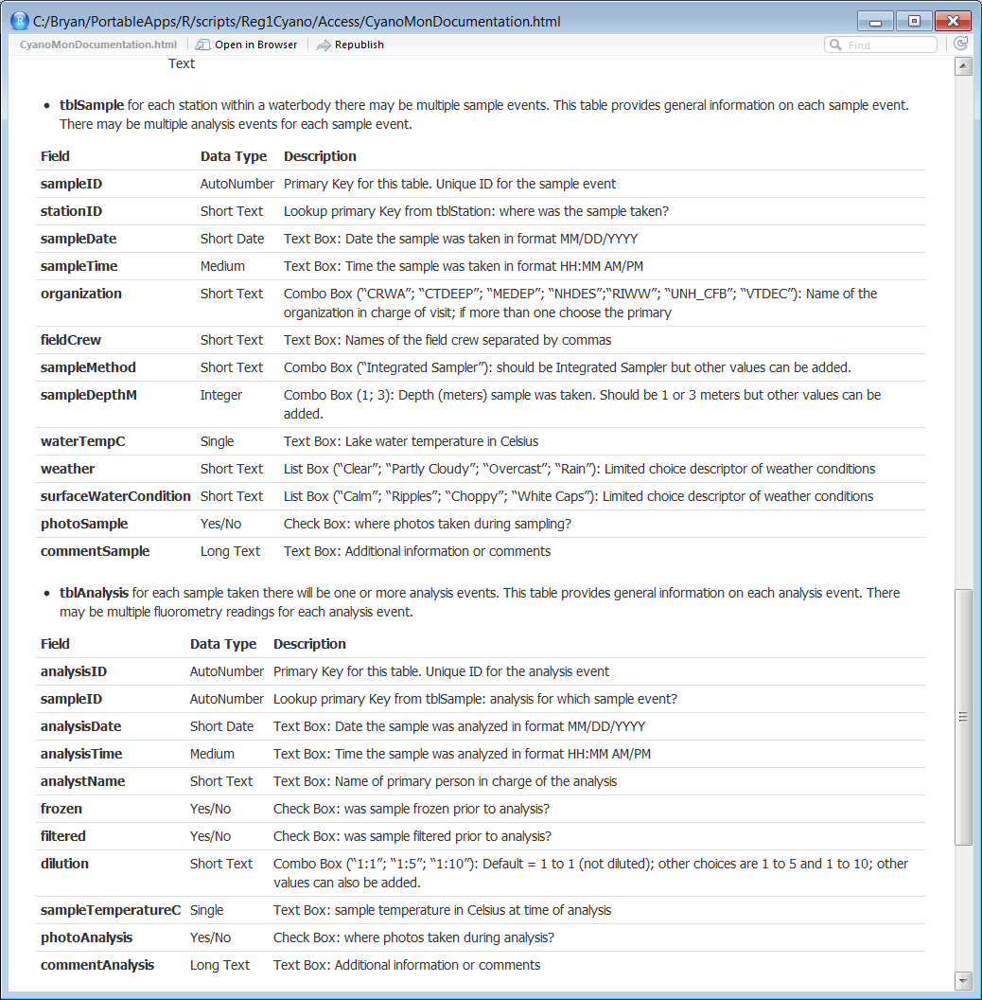 C:/Bryan/PortableApps/R/scripts/Reg1Cyano/Access/CyanoMonDocumentation.html
CyanoMonDocumentation.html Open in Browser Republish Find
Text
• tblSample for each station within a waterbody there may be multiple sample events. This table provides general information on each sample event.
There may be multiple analysis events for each sample event.
Field Data Type Description
sampleID AutoNumber Primary Key for this table. Unique ID for the sample event
stationID Short Text Lookup primary Key from tblStation: where was the sample taken?
sampleDate Short Date Text Box: Date the sample was taken in format MM/DD/YYYY
sampleTime Medium Text Box: Time the sample was taken in format HH:MM AM/PM
organization Short Text Combo Box (“CRWA”; “CTDEEP”; “MEDEP”; “NHDES”;“RIWW”; “UNH_CFB”; “VTDEC”): Name of the
organization in charge of visit; if more than one choose the primary
fieldCrew Short Text Text Box: Names of the field crew separated by commas
sampleMethod Short Text Combo Box (“Integrated Sampler”): should be Integrated Sampler but other values can be added.
sampleDepthM Integer Combo Box (1; 3): Depth (meters) sample was taken. Should be 1 or 3 meters but other values can be
added.
waterTempC Single Text Box: Lake water temperature in Celsius
weather Short Text List Box (“Clear”; “Partly Cloudy”; “Overcast”; “Rain”): Limited choice descriptor of weather conditions
surfaceWaterCondition Short Text List Box (“Calm”; “Ripples”; “Choppy”; “White Caps”): Limited choice descriptor of weather conditions
photoSample Yes/No Check Box: where photos taken during sampling?
commentSample Long Text Text Box: Additional information or comments
• tblAnalysis for each sample taken there will be one or more analysis events. This table provides general information on each analysis event. There
may be multiple fluorometry readings for each analysis event.
Field Data Type Description
analysisID AutoNumber Primary Key for this table. Unique ID for the analysis event
sampleID AutoNumber Lookup primary Key from tblSample: analysis for which sample event?
analysisDate Short Date Text Box: Date the sample was analyzed in format MM/DD/YYYY
analysisTime Medium Text Box: Time the sample was analyzed in format HH:MM AM/PM
analystName Short Text Text Box: Name of primary person in charge of the analysis
frozen Yes/No Check Box: was sample frozen prior to analysis?
filtered Yes/No Check Box: was sample filtered prior to analysis?
dilution Short Text Combo Box (“1:1”; “1:5”; “1:10”): Default = 1 to 1 (not diluted); other choices are 1 to 5 and 1 to 10; other
values can also be added.
sampleTemperatureC Single Text Box: sample temperature in Celsius at time of analysis
photoAnalysis Yes/No Check Box: where photos taken during analysis?
commentAnalysis Long Text Text Box: Additional information or comments